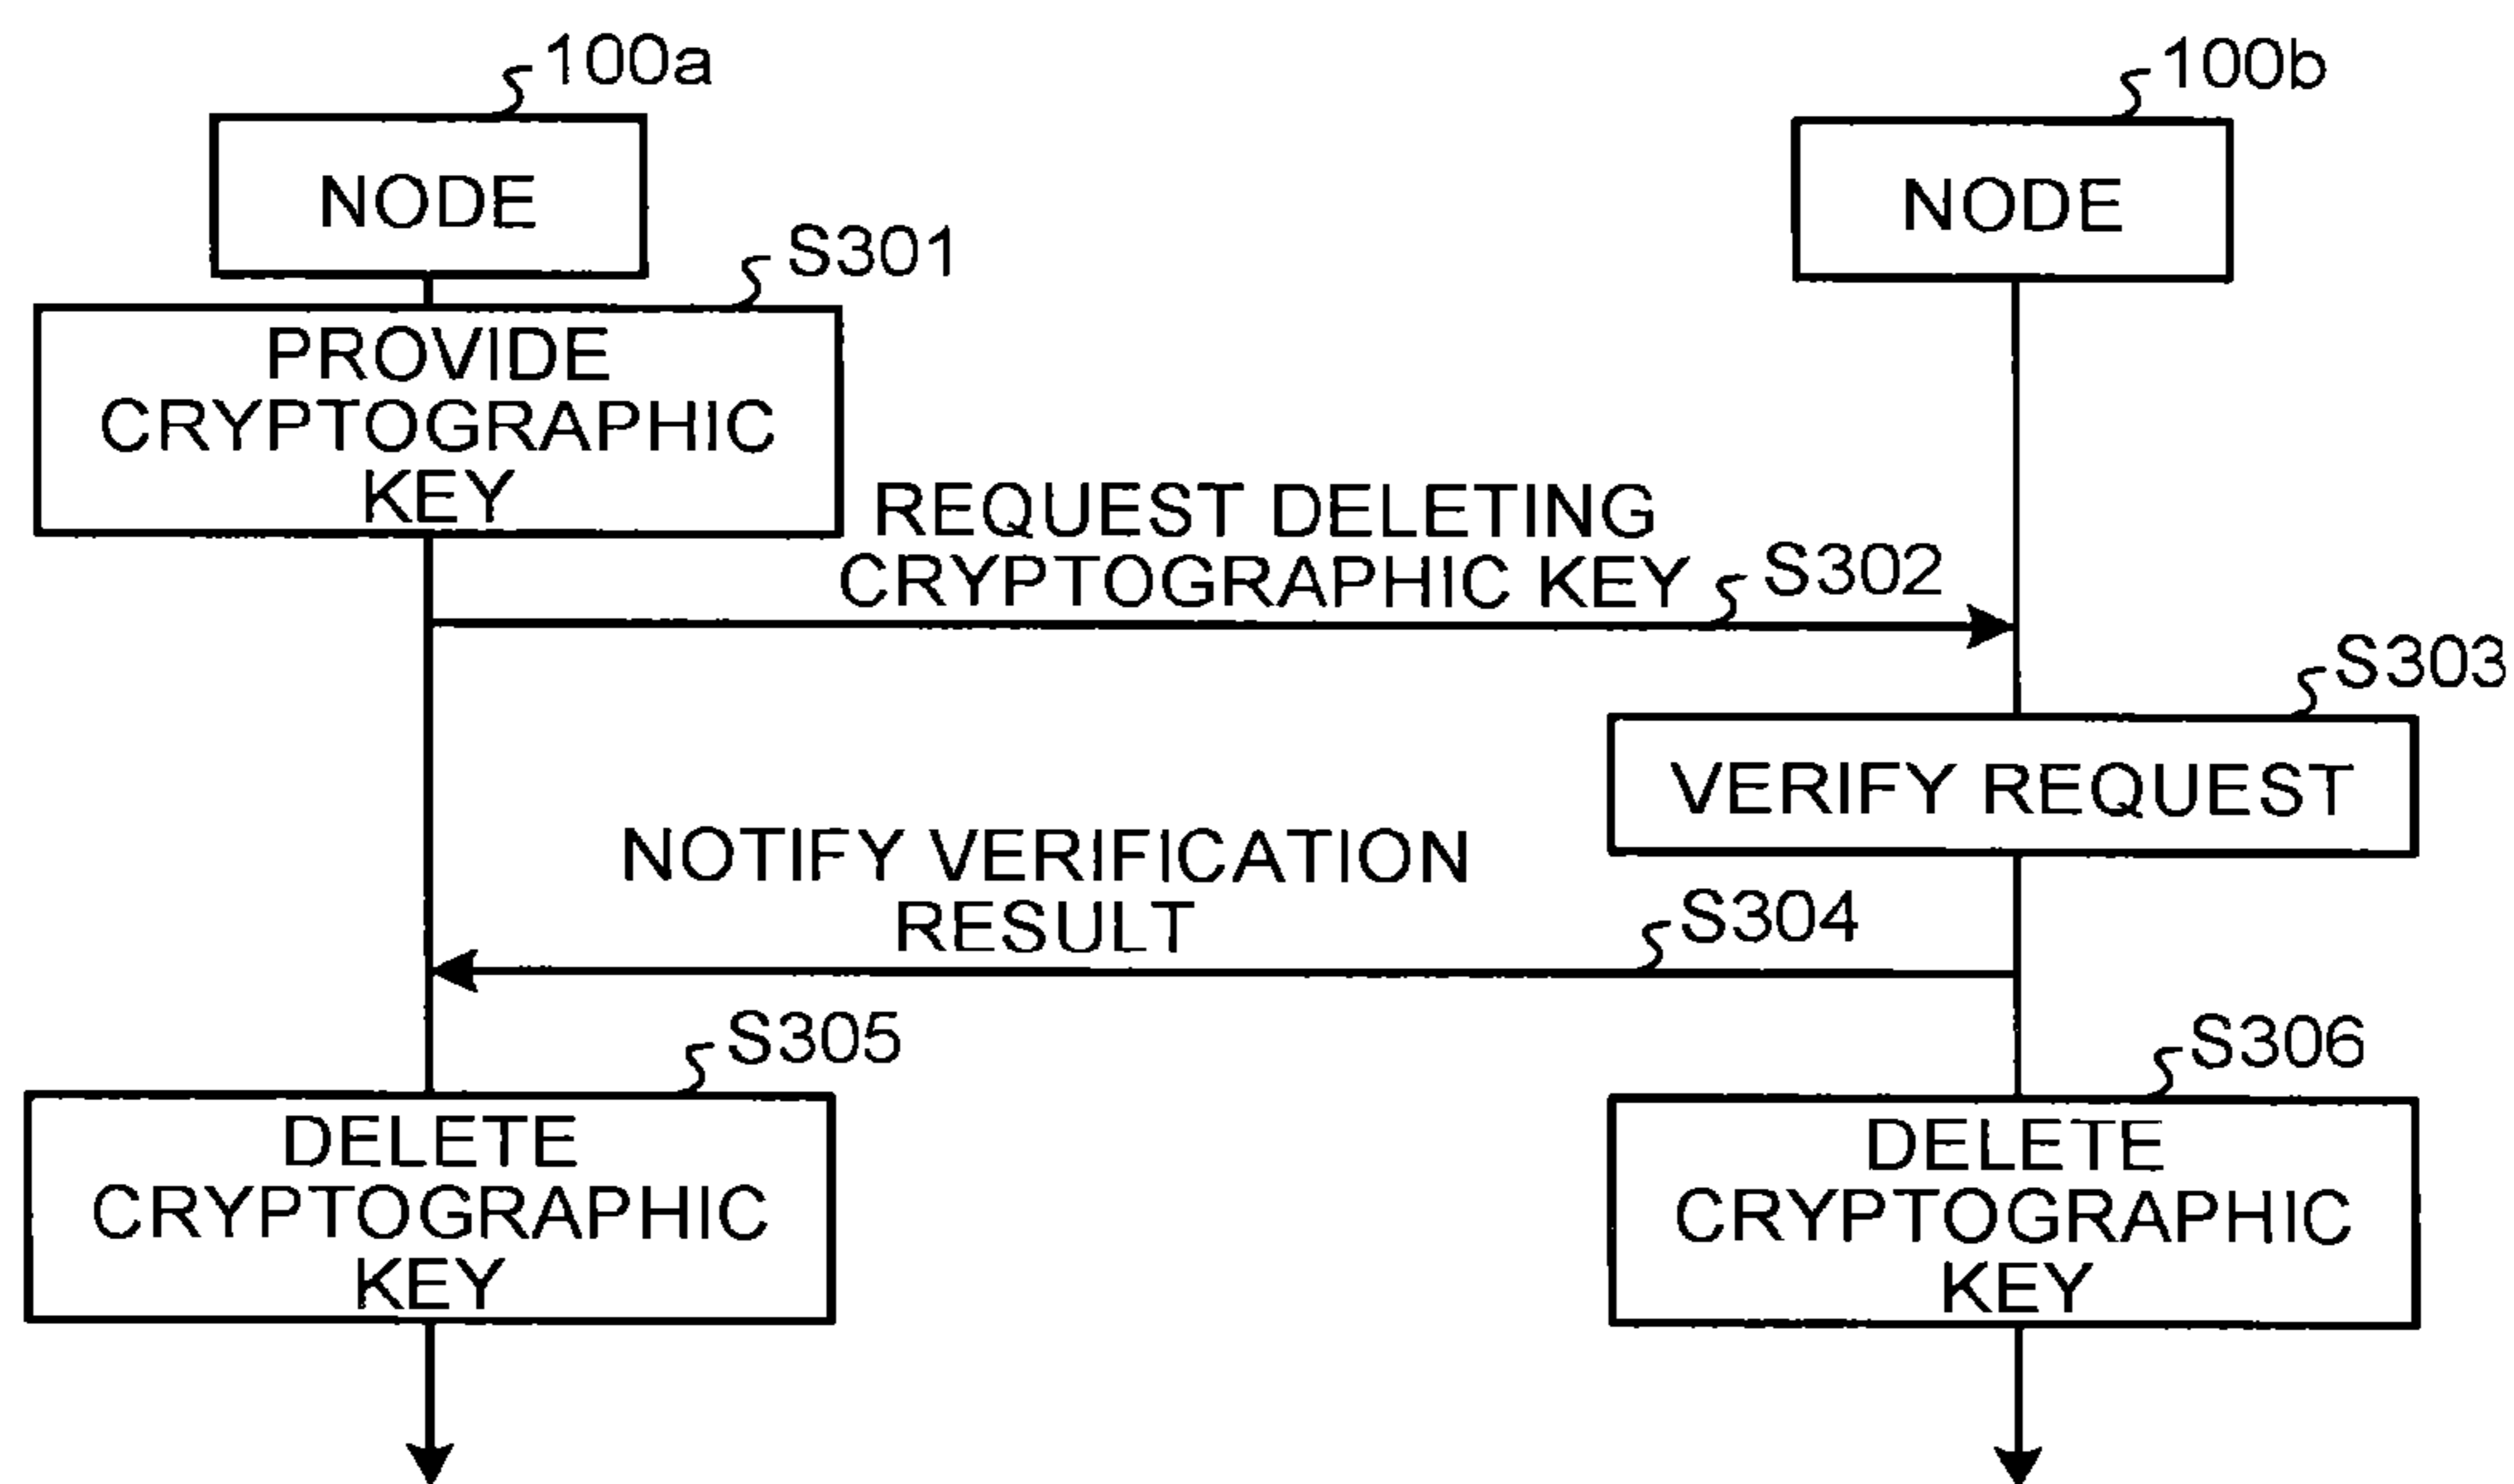 100a
100b
NODE
NODE
S301
PROVIDE
CRYPTOGRAPHIC
KEY
REQUEST DELETING
CRYPTOGRAPHIC KEY
S302
S303
VERIFY REQUEST
NOTIFY VERIFICATION
RESULT
S304
S305
S306
DELETE
CRYPTOGRAPHIC
KEY
DELETE
CRYPTOGRAPHIC
KEY